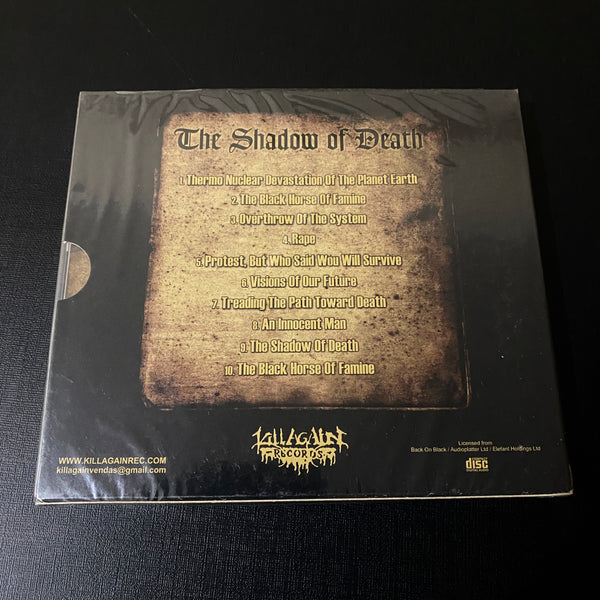 The Shadow of Death
1. Thermo Nuclear Devastation Of The Planet Earth
2. The Black Horse of Famine
3. Overthrow Of The System
4. Rape
5. Protest, But Who Said Wou Will Survive
6. Visions Of Our Future
7. Treading The Path Toward Death
8. An Innocent Man
9. The Shadow Of Death
10. The Black Horse Of Famine
KILLAGAIN
RECORDS
WWW.KILLAGAINREC.COM
killagainvendas@gmail.com
Licensed from
Back On Black / Audioplatter Ltd / Elefant Holdings Ltd
COMPACT
disc
DIGITAL AUDIO